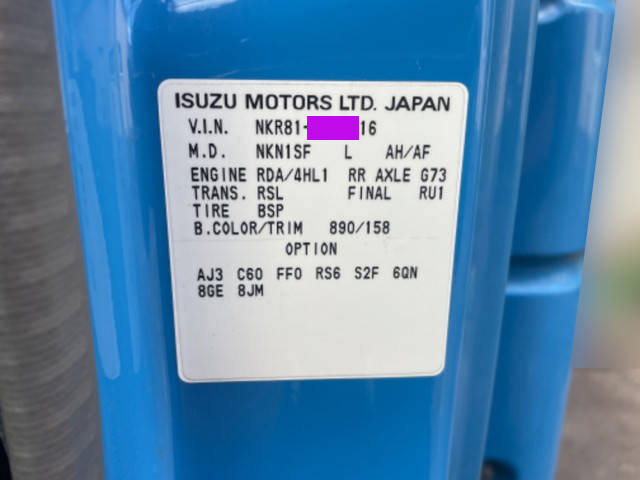 ISUZU MOTORS LTD. JAPAN
V.I.N. NKR81- 16
M.D. NKN1SF L AH/AF
ENGINE RDA/4HL1 RR AXLE G73
TRANS. RSL FINAL RU1
TIRE BSP
B.COLOR/TRIM 890/158
OPTION
AJ3 C60 FF0 RS6 S2F 6QN
8GE 8JM